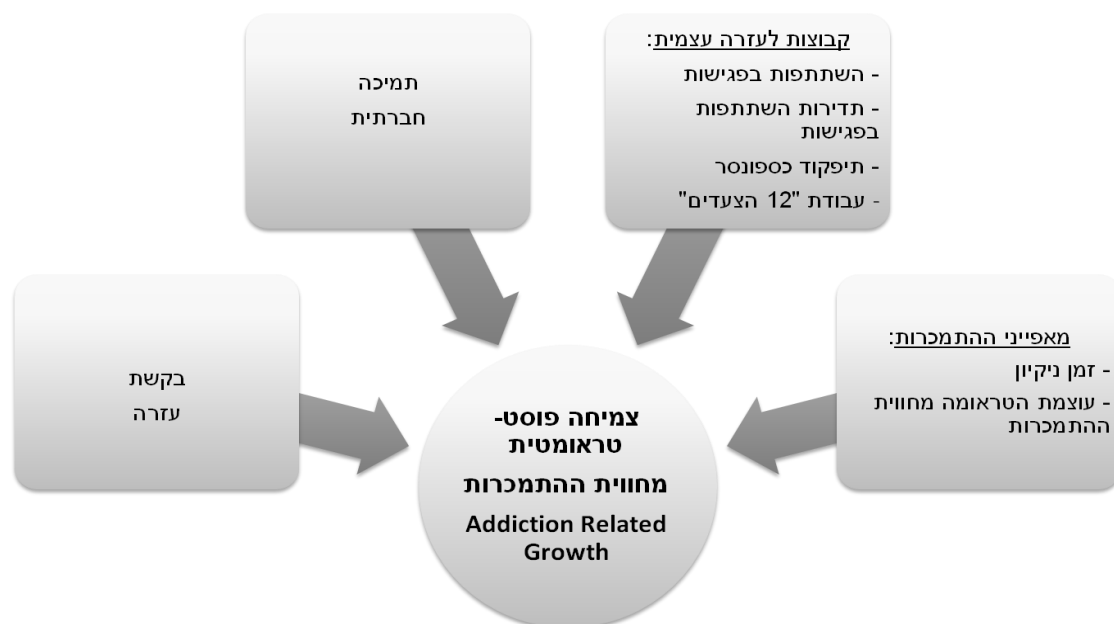 קבוצות לעזרה עצמית:
- השתתפות בפגישות
- תדירות השתתפות
בפגישות
- תיפקוד כספונסר
- עבודת "12 הצעדים"
תמיכה
חברתית
מאפייני ההתמכרות:
- זמן ניקיון
- עוצמת הטראומה מחווית
ההתמכרות
בקשת
עזרה
צמיחה פוסט-
טראומטית
מחווית ההתמכרות
Addiction Related
Growth